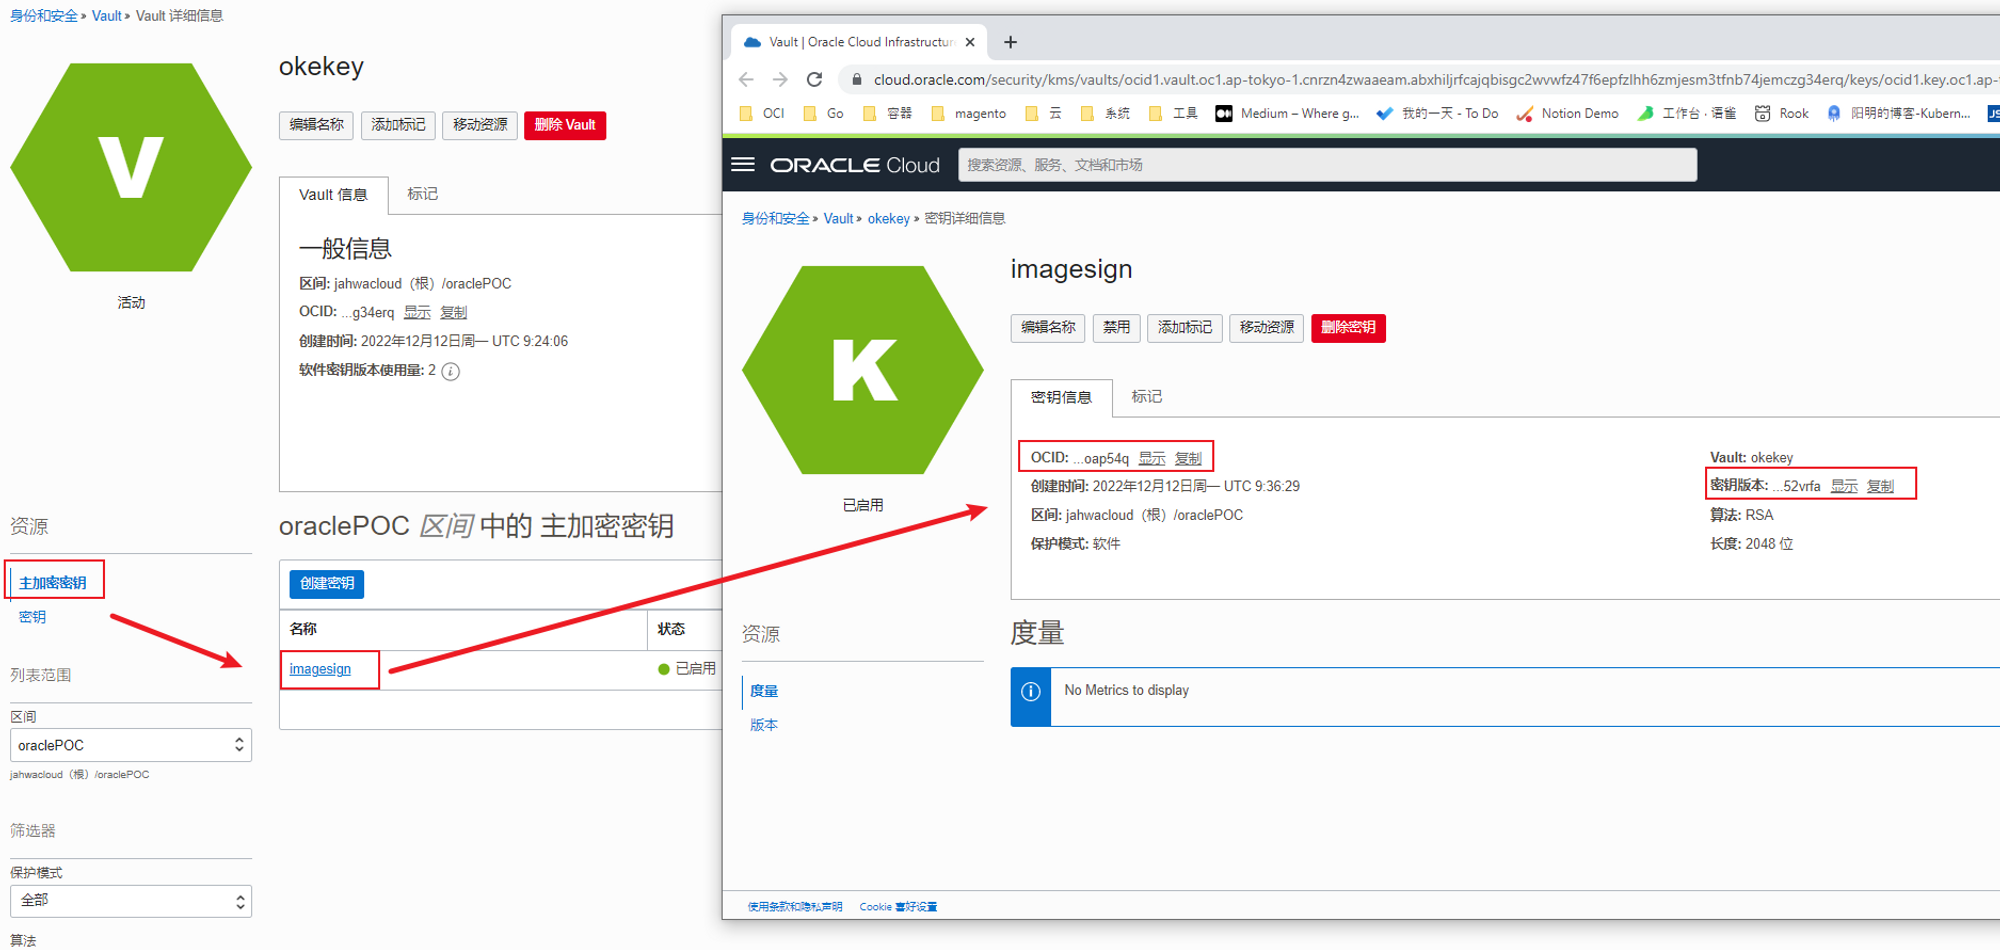 身份和安全 » Vault » Vault 详细信息
V
活动
okekey
编辑名称 添加标记 移动资源 删除 Vault
Vault 信息 标记
一般信息
区间: jahwacloud（根）/oraclePOC
OCID: ...g34erq 显示 复制
创建时间: 2022年12月12日周一 UTC 9:24:06
软件密钥版本使用量: 2 i
资源
主加密密钥
密钥
列表范围
区间
oraclePOC
jahwacloud（根）/oraclePOC
筛选器
保护模式
全部
算法
oraclePOC 区间 中的 主加密密钥
创建密钥
名称 状态
imagesign 已启用
Vault | Oracle Cloud Infrastructur
cloud.oracle.com/security/kms/vaults/ocid1.vault.oc1.ap-tokyo-1.cnrzn4zwaaeam.abxhiljrfcajqbisgc2wvwfz47f6epfzlhh6zmjesm3tfnb74jemczg34erq/keys/ocid1.key.oc1.ap-
OCI Go 容器 magento 云 系统 工具 Medium – Where g... 我的一天 - To Do Notion Demo 工作台 · 语雀 Rook 阳明的博客-Kubern... JS
ORACLE Cloud 搜索资源、服务、文档和市场
身份和安全 » Vault » okekey » 密钥详细信息
K
已启用
imagesign
编辑名称 禁用 添加标记 移动资源 删除密钥
密钥信息 标记
OCID: ...oap54q 显示 复制
创建时间: 2022年12月12日周一 UTC 9:36:29
区间: jahwacloud（根）/oraclePOC
保护模式: 软件
Vault: okekey
密钥版本: ...52vrfa 显示 复制
算法: RSA
长度: 2048 位
资源
度量
版本
度量
No Metrics to display
使用条款和隐私声明 Cookie 喜好设置